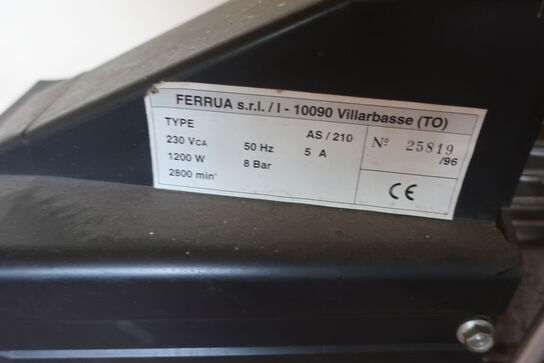 FERRUA s.r.l. / I - 10090 Villarbasse (TO)
TYPE AS / 210
230 VCA 50 Hz 5 A
1200 W 8 Bar
2800 min'
Nº 25819
/96
CE